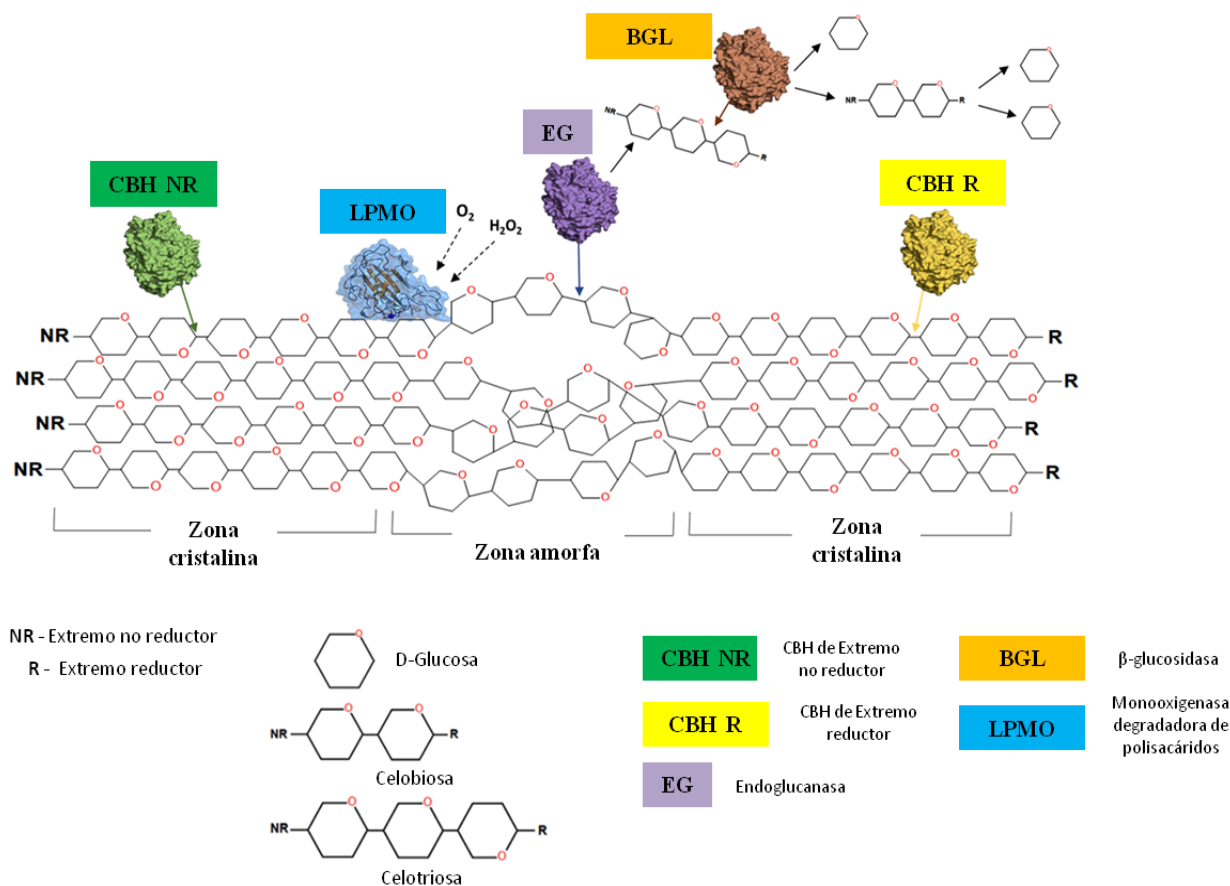 BGL
EG
NR
R
NR
R
CBH NR
LPMO
O₂
H₂O₂
CBH R
NR
R
NR
R
NR
R
NR
R
Zona
cristalina
Zona amorfa
Zona
cristalina
NR - Extremo no reductor
R - Extremo reductor
D-Glucosa
NR
R
Celobiosa
NR
R
Celotriosa
CBH NR
CBH de Extremo
no reductor
CBH R
CBH de Extremo
reductor
EG
Endoglucanasa
BGL
β-glucosidasa
LPMO
Monooxigenasa
degradadora de
polisacáridos